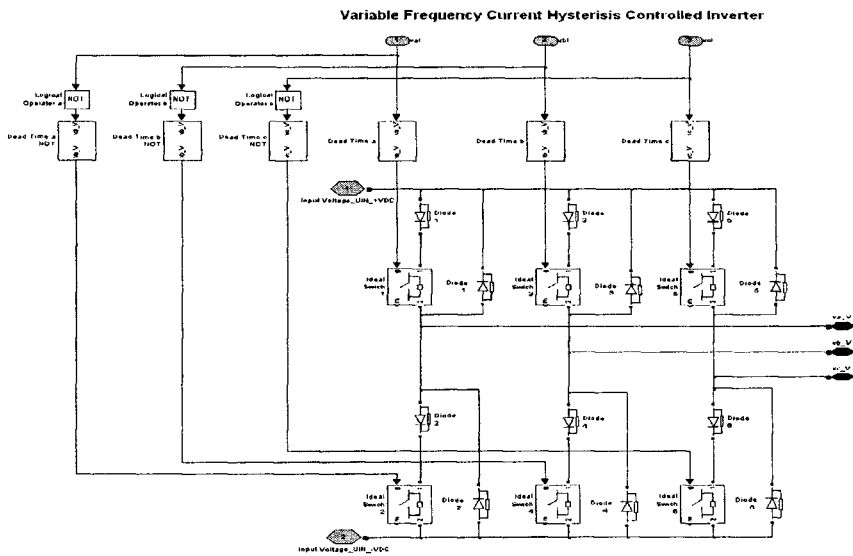 Variable Frequency Current Hysterisis Controlled Inverter
Logical
Operator a
NOT
Logical
Operator b
NOT
Logical
Operator c
NOT
Dead Time a
NOT
Dead Time b
NOT
Dead Time c
NOT
Dead Time a
Dead Time b
Dead Time c
Input Voltage_UIN_+VDC
Diode
1
Diode
3
Diode
5
Ideal
Switch
1
Diode
1
Ideal
Switch
3
Diode
3
Ideal
Switch
5
Diode
5
va_V
vb_V
vc_V
Diode
2
Diode
4
Diode
6
Ideal
Switch
2
Diode
2
Ideal
Switch
4
Diode
4
Ideal
Switch
6
Diode
6
Input Voltage_UIN_-VDC